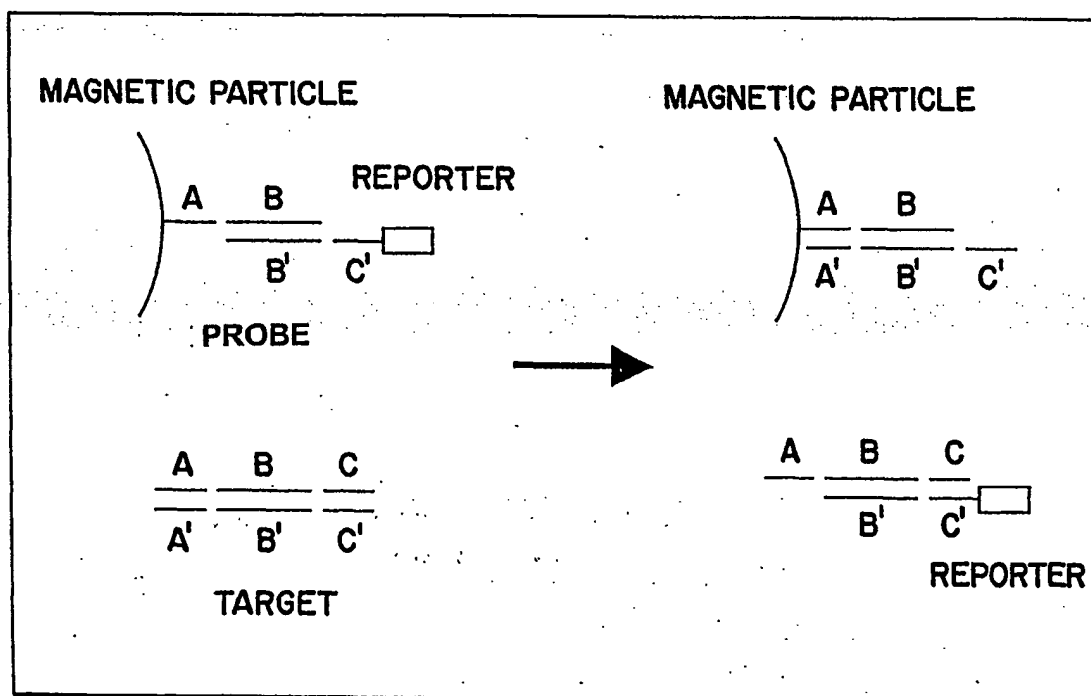 MAGNETIC PARTICLE
A B REPORTER
B' C'
PROBE
A B C
A' B' C'
TARGET
MAGNETIC PARTICLE
A B
A' B' C'
A B C
B' C'
REPORTER